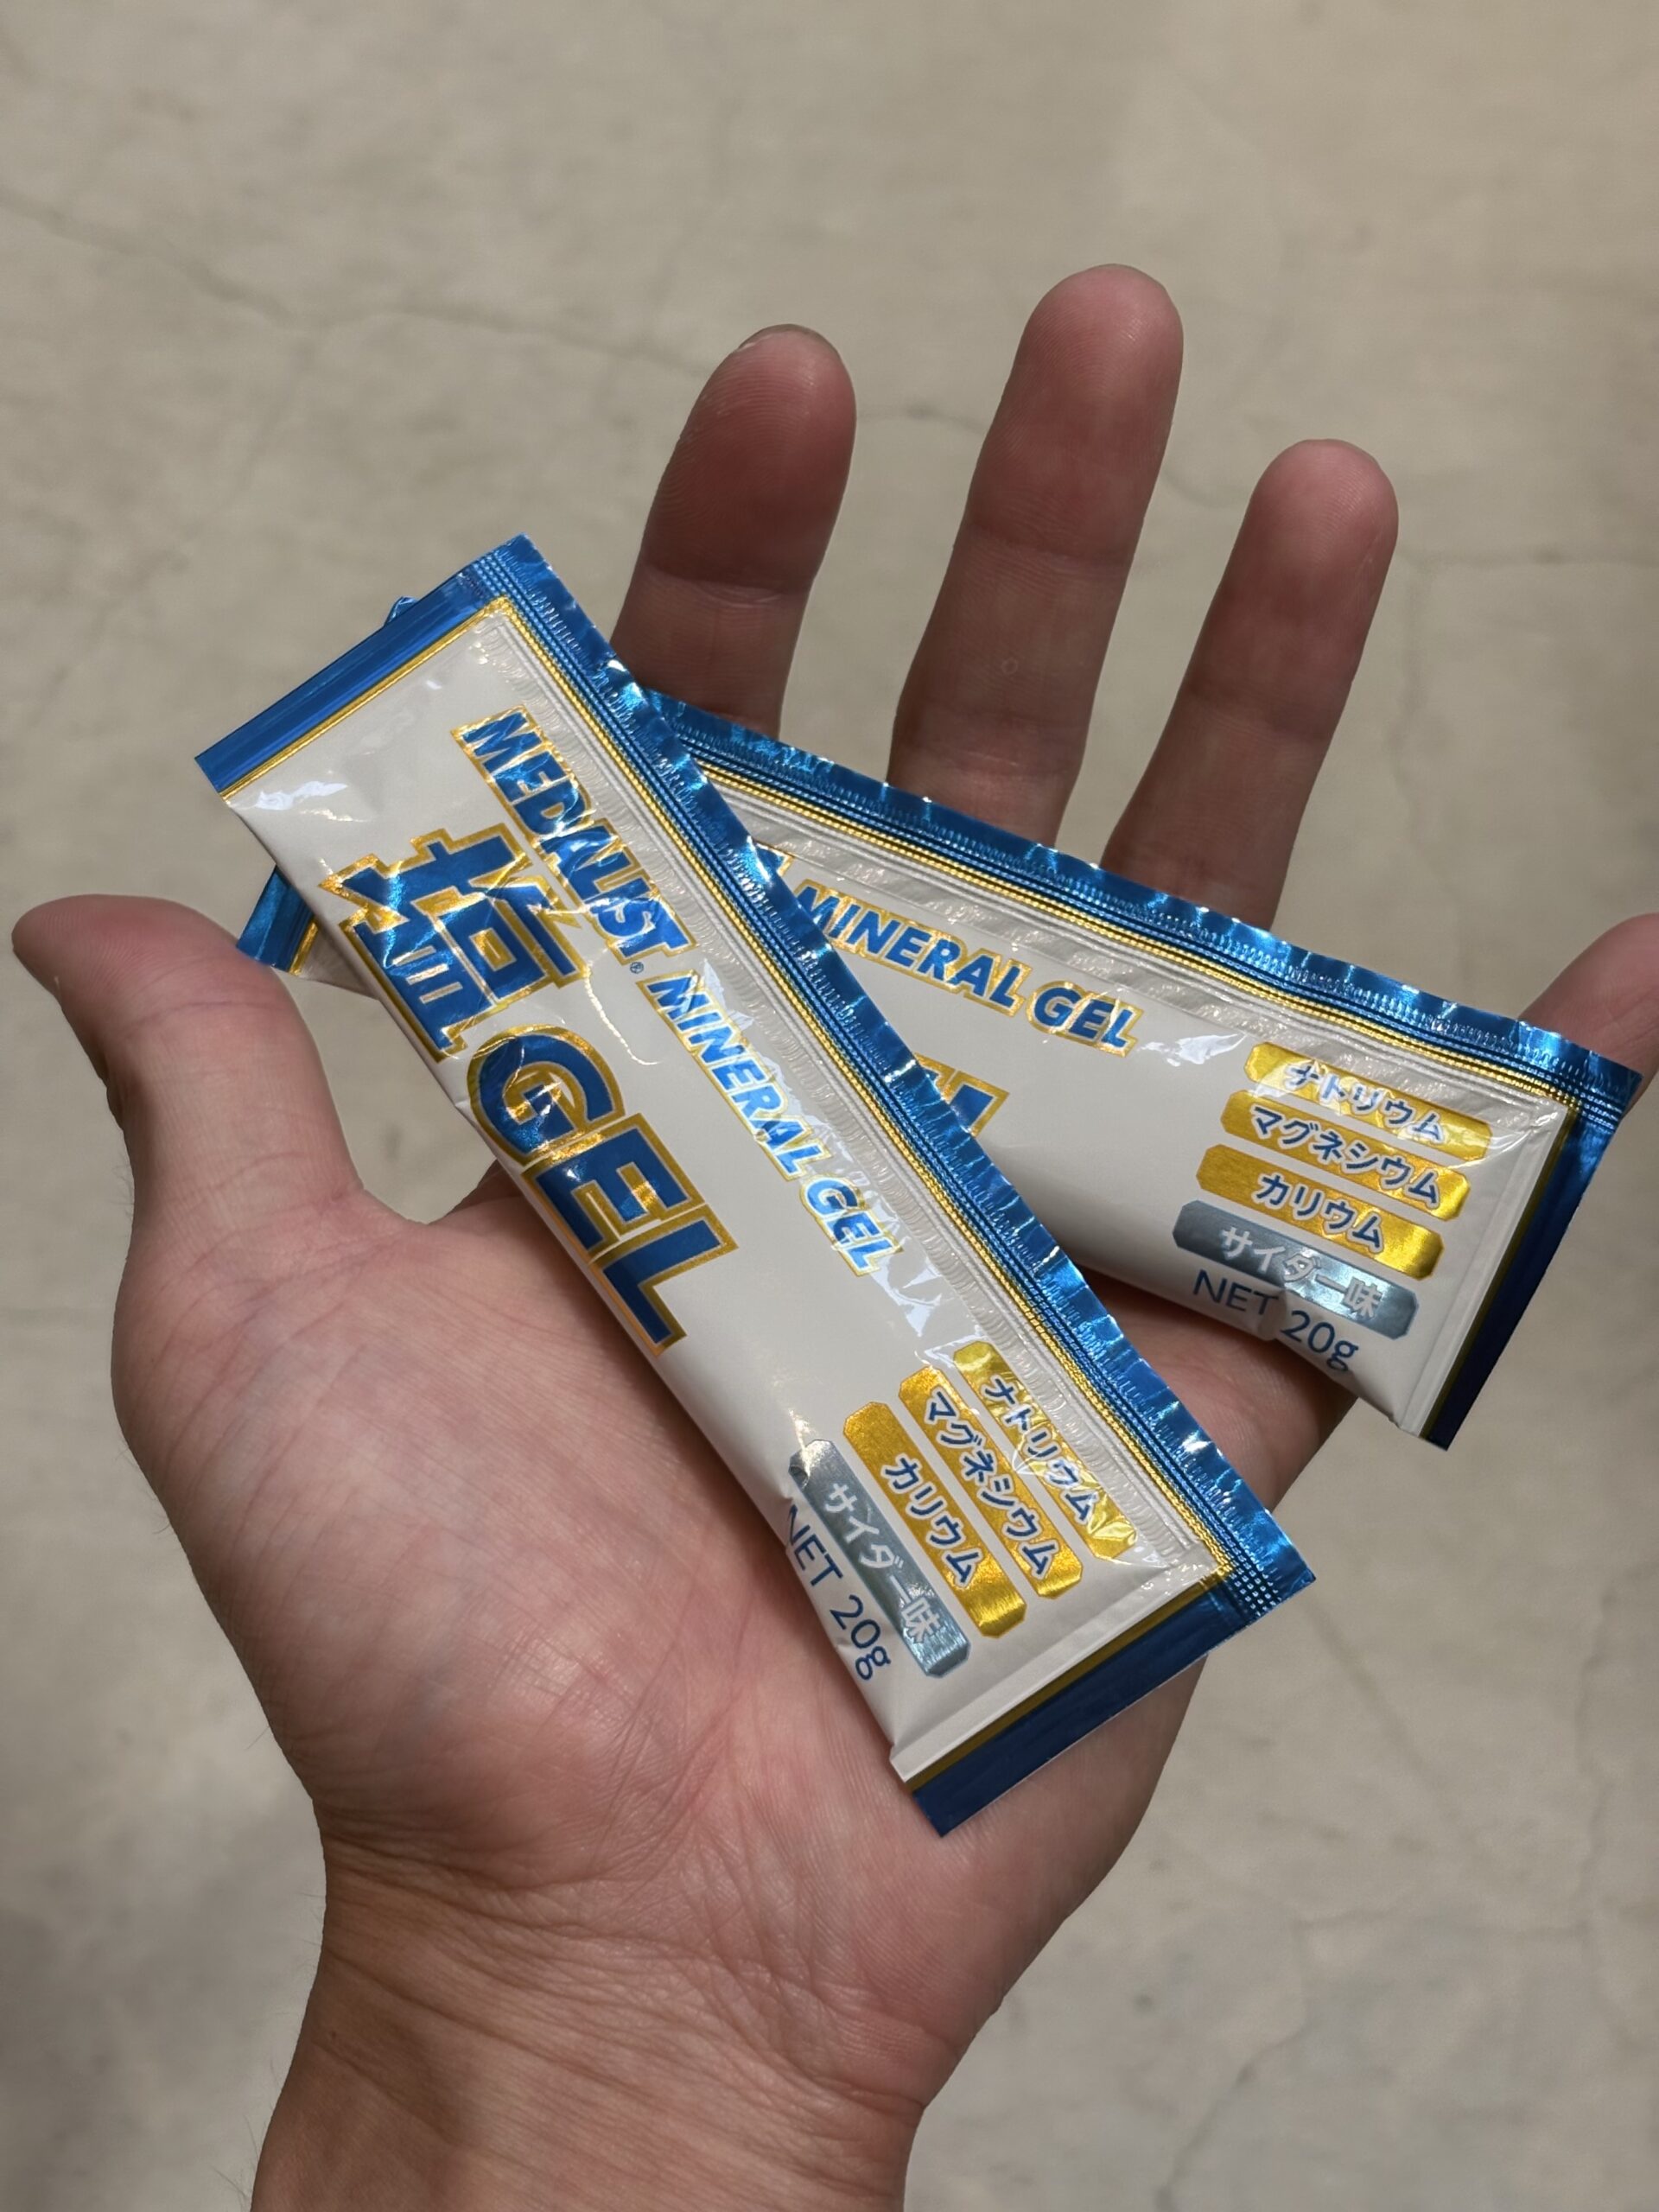 MEDALIST® MINERAL GEL
塩GEL
ナトリウム
マグネシウム
カリウム
サイダー味
NET 20g
MINERAL GEL
ナトリウム
マグネシウム
カリウム
サイダー味
NET 20g